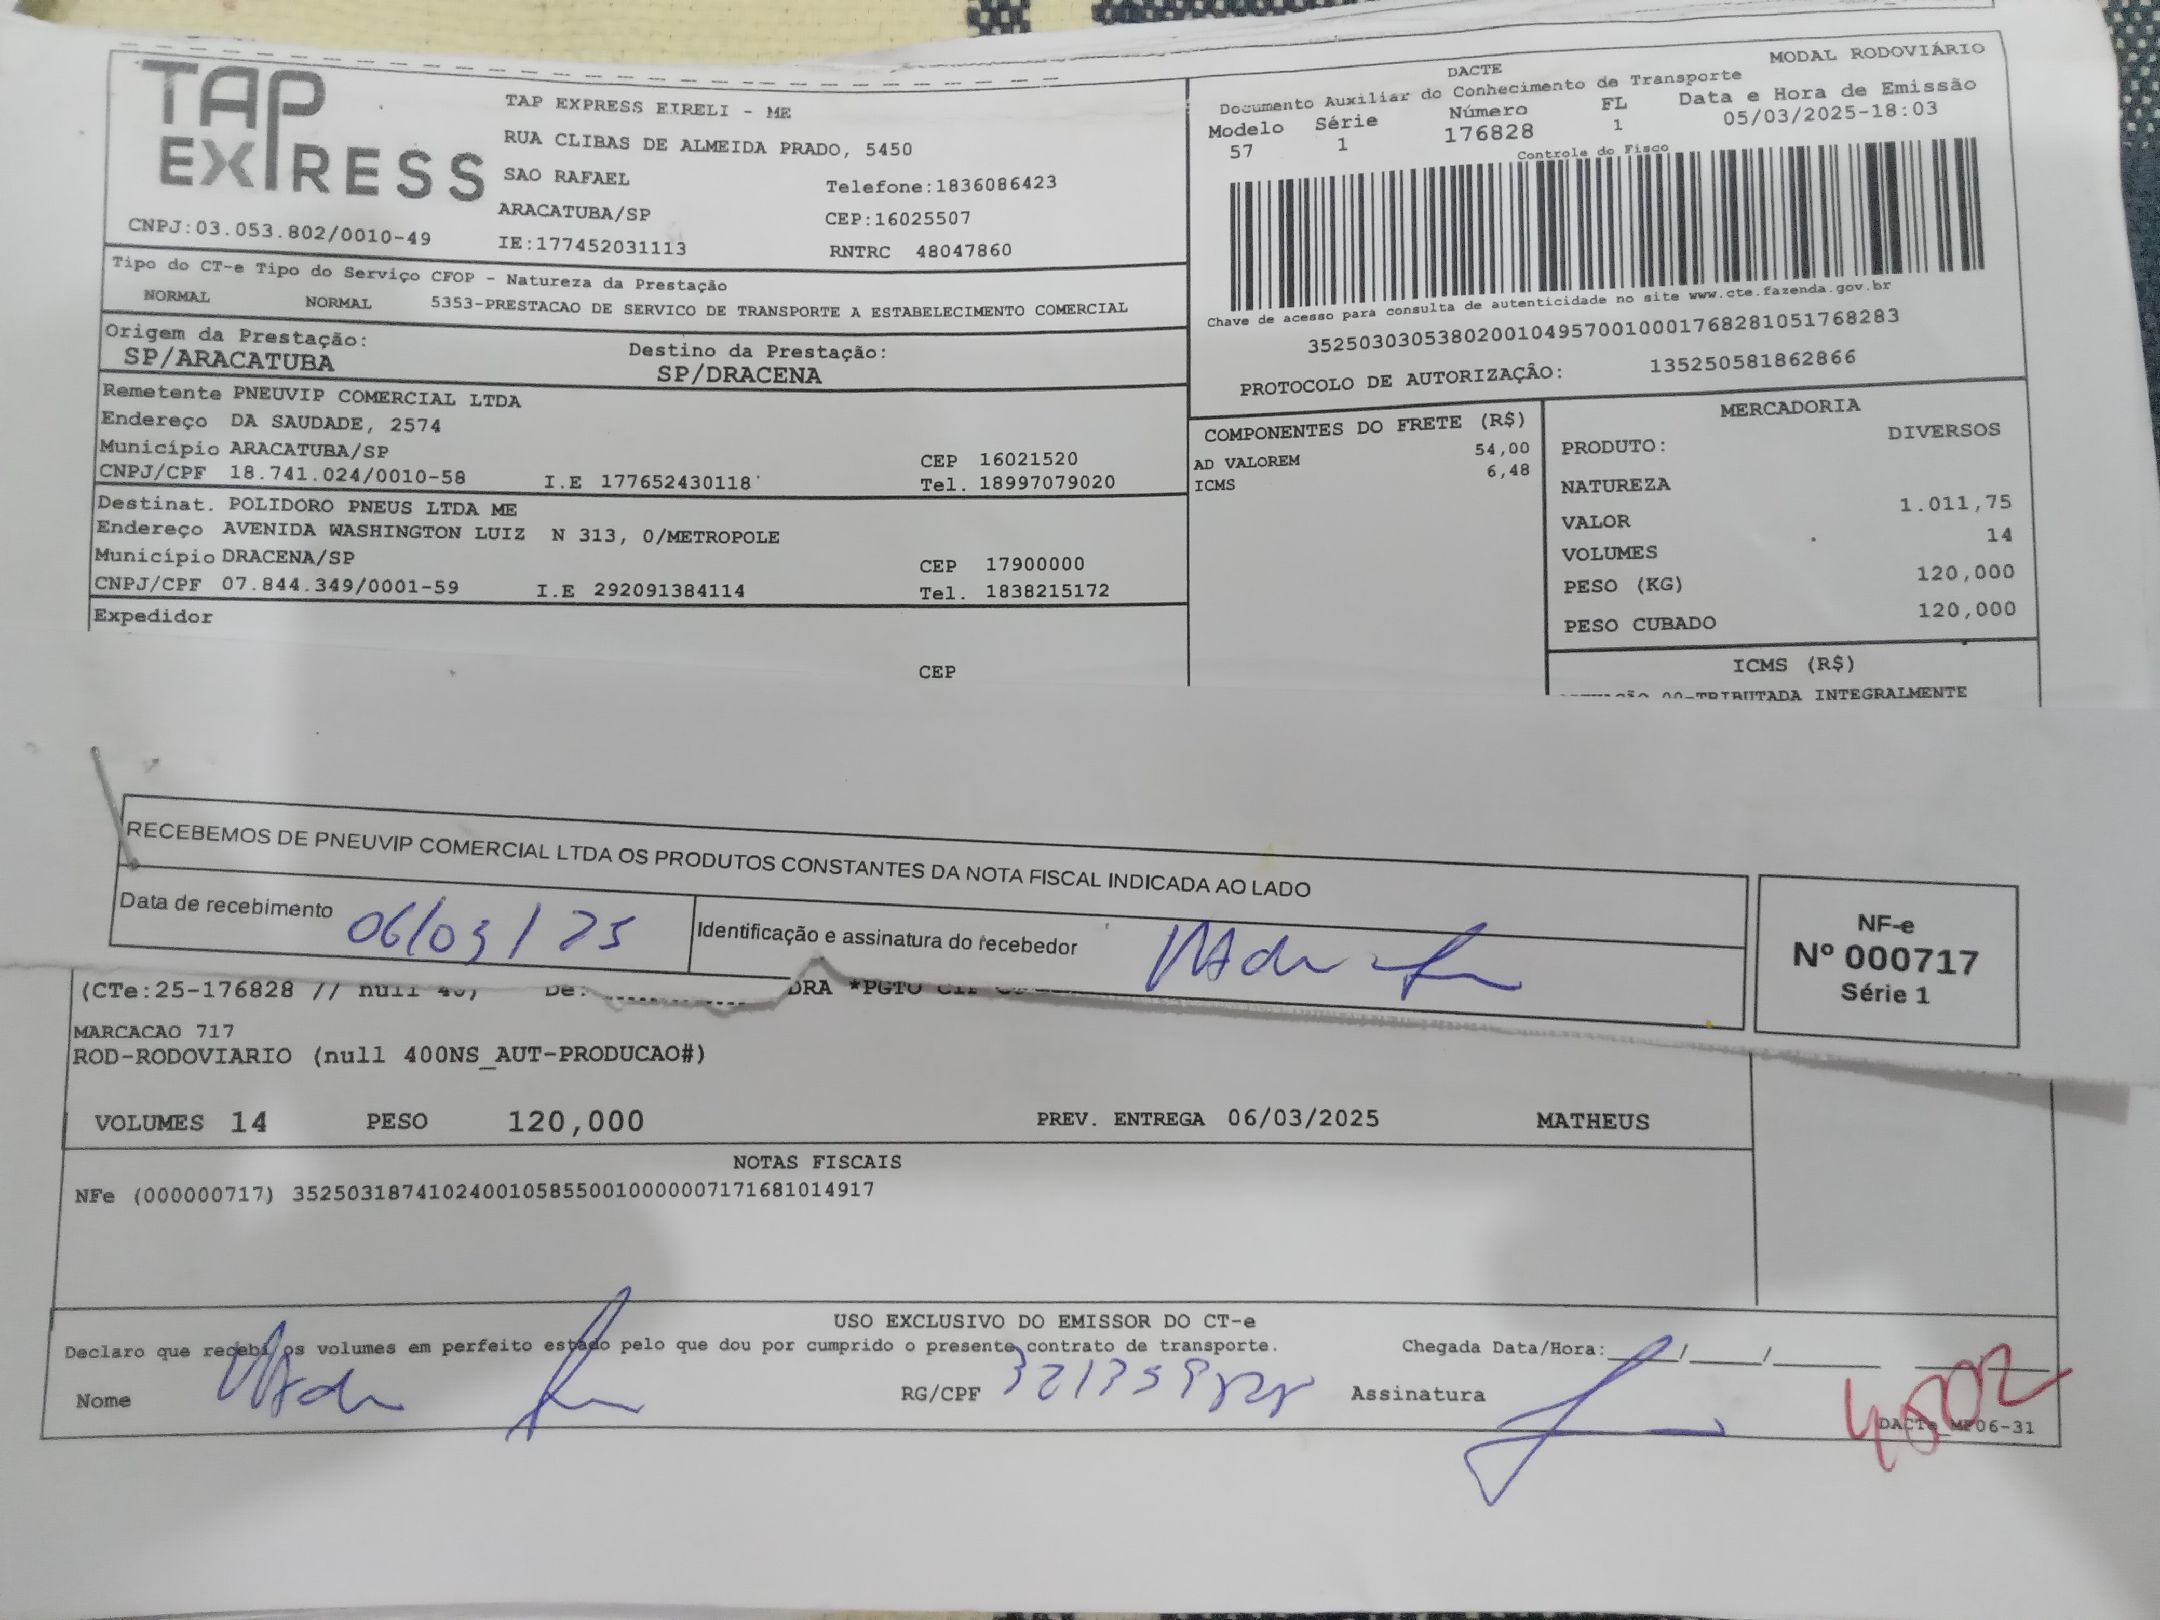 TAP
EXPRESS
CNPJ:03.053.802/0010-49
TAP EXPRESS EIRELI - ME
RUA CLIBAS DE ALMEIDA PRADO, 5450
SAO RAFAEL
Telefone:1836086423
ARACATUBA/SP
CEP:16025507
IE:177452031113
RNTRC 48047860
DACTE
MODAL RODOVIÁRIO
Documento Auxiliar do Conhecimento de Transporte
Modelo Série Número FL Data e Hora de Emissão
57 1 176828 1 05/03/2025-18:03
Controle do Fisco
Chave de acesso para consulta de autenticidade no site www.cte.fazenda.gov.br
35250303053802001049570010001768281051768283
PROTOCOLO DE AUTORIZAÇÃO: 135250581862866
Tipo do CT-e Tipo do Serviço CFOP - Natureza da Prestação
NORMAL NORMAL 5353-PRESTACAO DE SERVICO DE TRANSPORTE A ESTABELECIMENTO COMERCIAL
Origem da Prestação: Destino da Prestação:
SP/ARACATUBA SP/DRACENA
Remetente PNEUVIP COMERCIAL LTDA
Endereço DA SAUDADE, 2574
Município ARACATUBA/SP CEP 16021520
CNPJ/CPF 18.741.024/0010-58 I.E 177652430118 Tel. 18997079020
Destinat. POLIDORO PNEUS LTDA ME
Endereço AVENIDA WASHINGTON LUIZ N 313, 0/METROPOLE
Município DRACENA/SP CEP 17900000
CNPJ/CPF 07.844.349/0001-59 I.E 292091384114 Tel. 1838215172
Expedidor
CEP
COMPONENTES DO FRETE (R$)
AD VALOREM 54,00
ICMS 6,48
MERCADORIA
PRODUTO: DIVERSOS
NATUREZA
VALOR 1.011,75
VOLUMES 14
PESO (KG) 120,000
PESO CUBADO 120,000
ICMS (R$)
00-TRIBUTADA INTEGRALMENTE
RECEBEMOS DE PNEUVIP COMERCIAL LTDA OS PRODUTOS CONSTANTES DA NOTA FISCAL INDICADA AO LADO
Data de recebimento 06/03/25
Identificação e assinatura do recebedor
NF-e
Nº 000717
Série 1
(CTe:25-176828 // null De: DRA *PGTO
MARCACAO 717
ROD-RODOVIARIO (null 400NS_AUT-PRODUCAO#)
VOLUMES 14 PESO 120,000 PREV. ENTREGA 06/03/2025 MATHEUS
NOTAS FISCAIS
NFe (000000717) 35250318741024001058550010000007171681014917
USO EXCLUSIVO DO EMISSOR DO CT-e
Declaro que recebi os volumes em perfeito estado pelo que dou por cumprido o presente contrato de transporte. Chegada Data/Hora:
Nome RG/CPF Assinatura